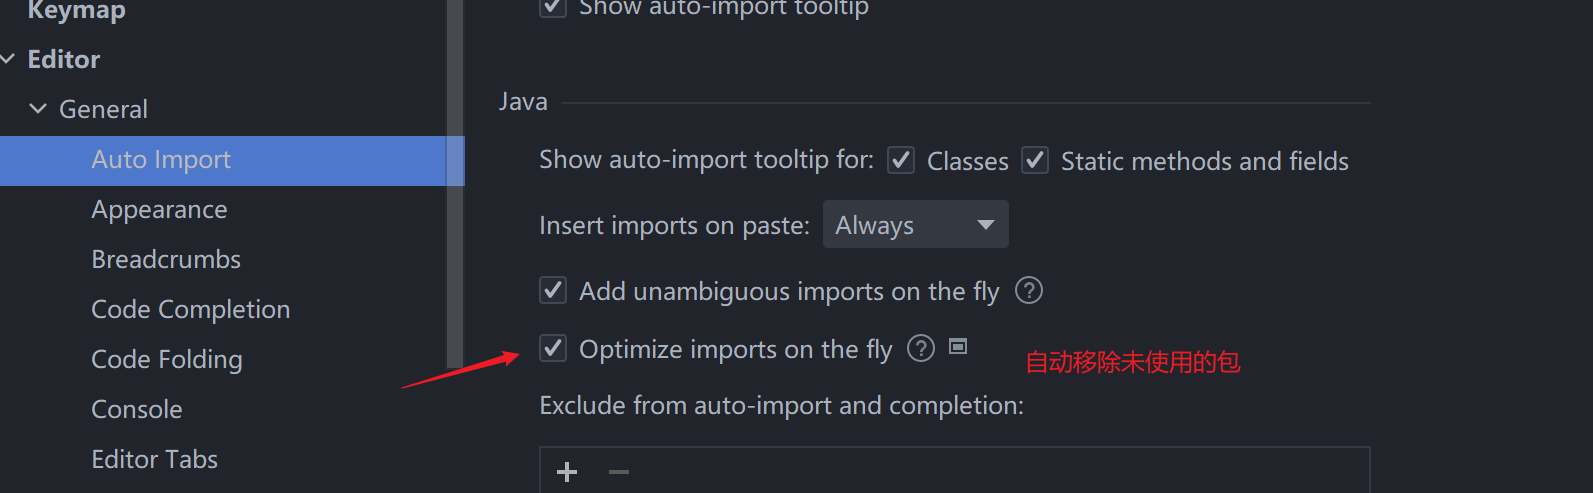 Keymap
Editor
General
Auto Import
Appearance
Breadcrumbs
Code Completion
Code Folding
Console
Editor Tabs
Show auto-import tooltip
Java
Show auto-import tooltip for: Classes Static methods and fields
Insert imports on paste: Always
Add unambiguous imports on the fly ?
Optimize imports on the fly ? 自动移除未使用的包
Exclude from auto-import and completion: